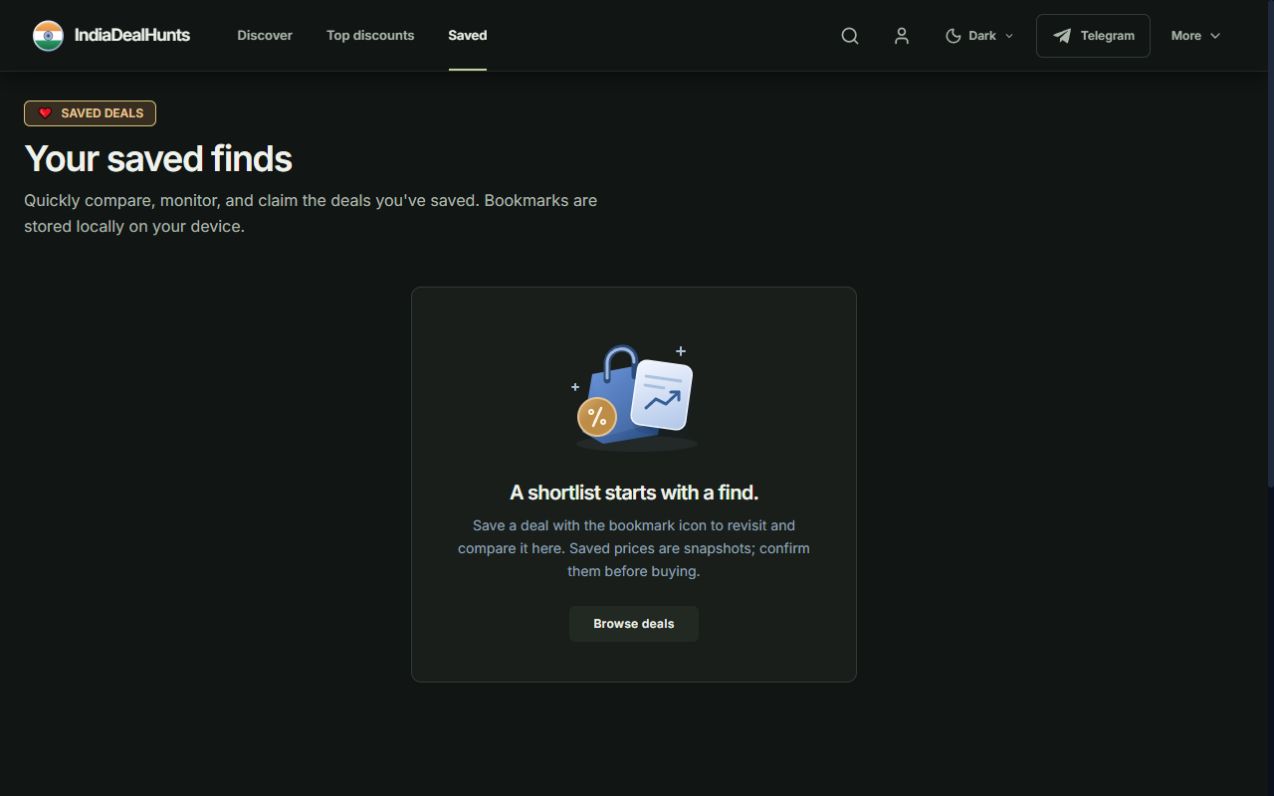 IndiaDealHunts
Discover
Top discounts
Saved
Dark
Telegram
More
SAVED DEALS
Your saved finds
Quickly compare, monitor, and claim the deals you've saved. Bookmarks are
stored locally on your device.
%
A shortlist starts with a find.
Save a deal with the bookmark icon to revisit and
compare it here. Saved prices are snapshots; confirm
them before buying.
Browse deals